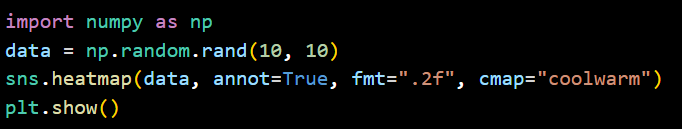 import numpy as np
data = np.random.rand(10, 10)
sns.heatmap(data, annot=True, fmt=".2f", cmap="coolwarm")
plt.show()